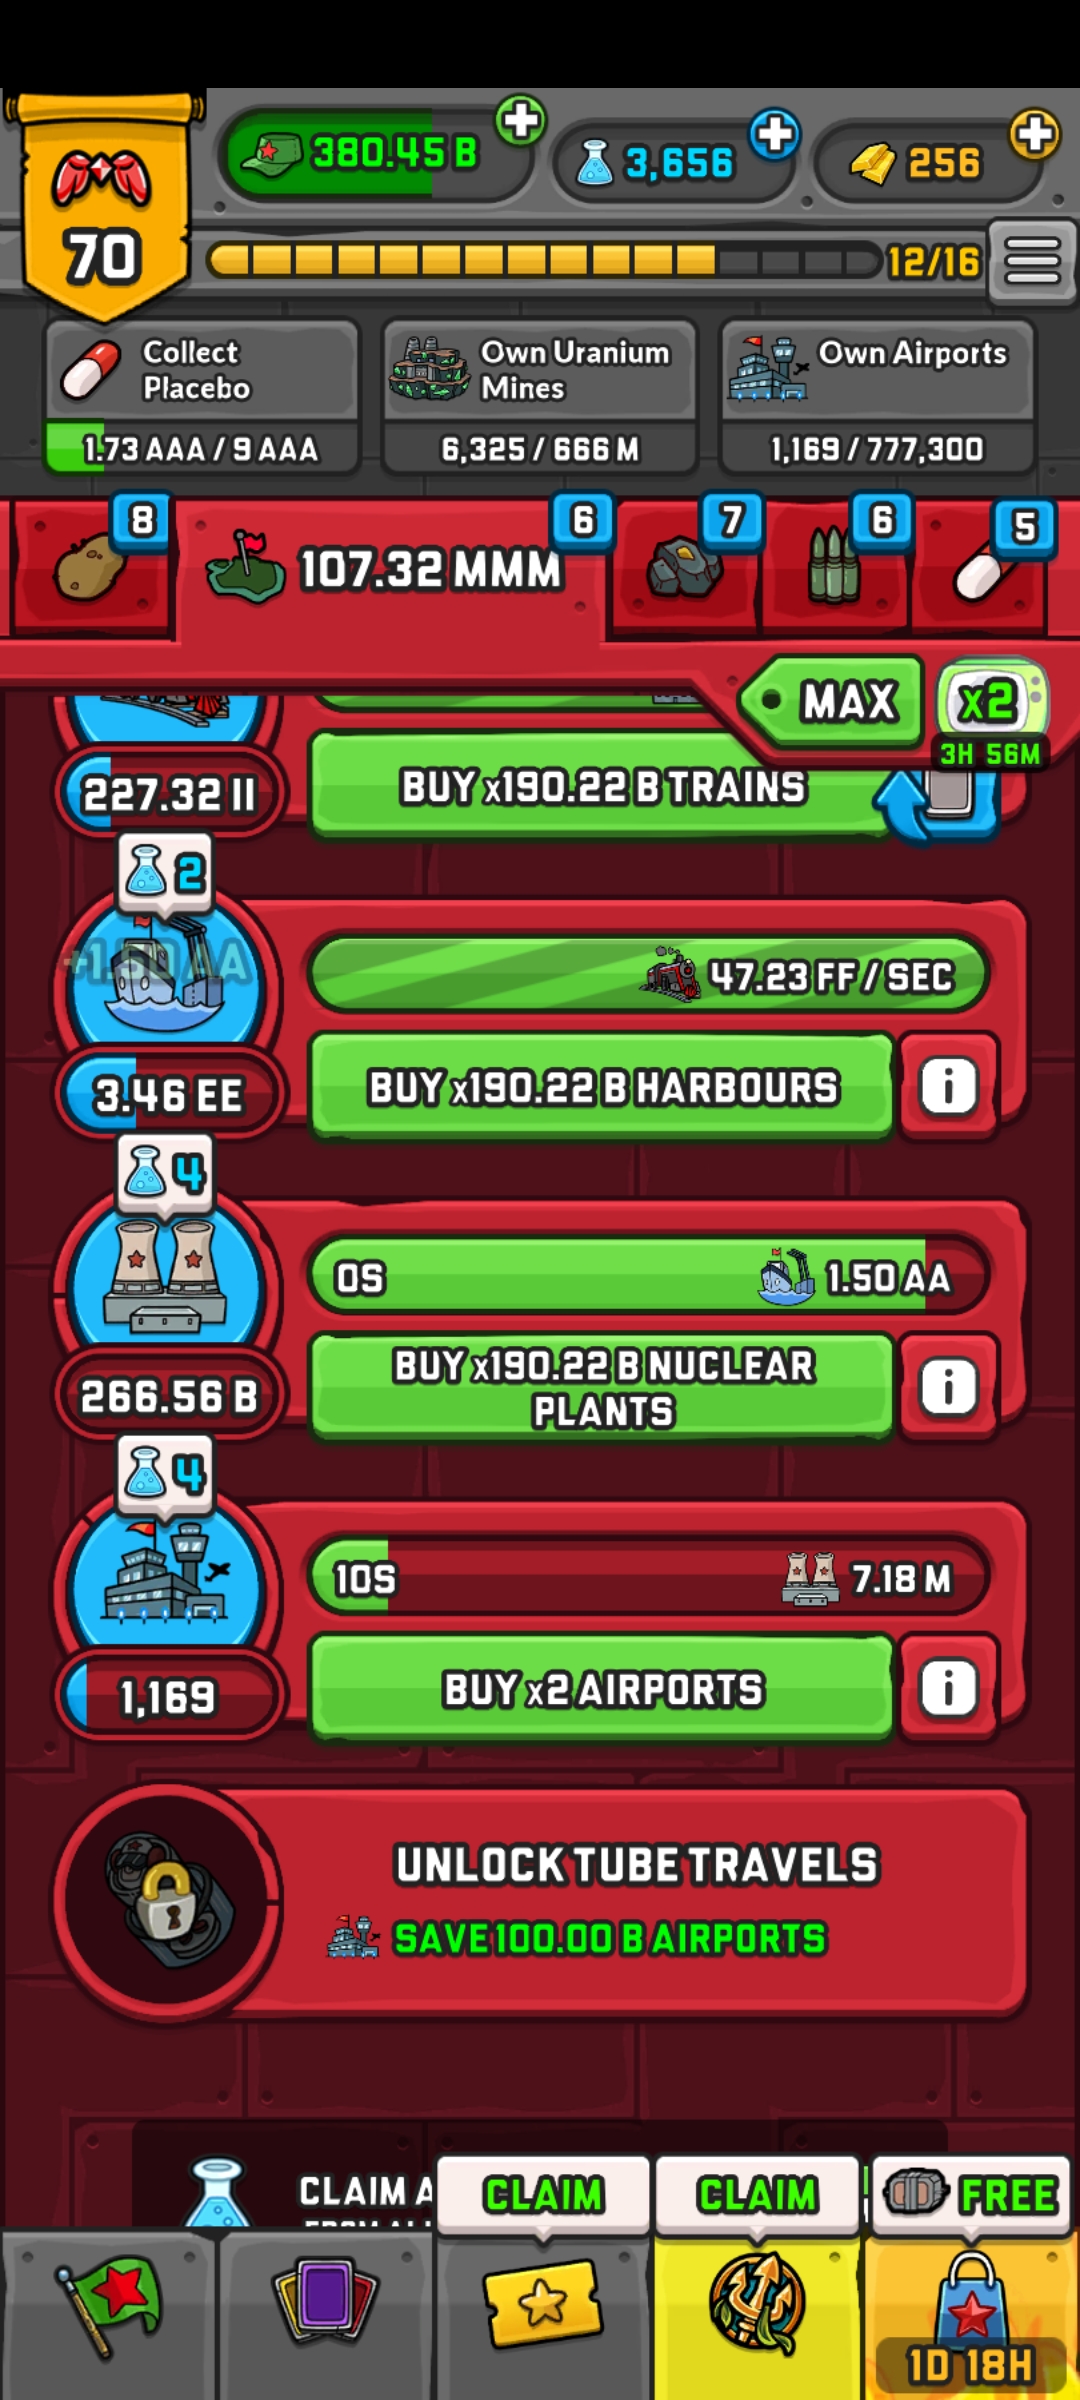 380.45 B
3,656
256
70
12/16
Collect
Placebo
1.73 AAA / 9 AAA
Own Uranium
Mines
6,325 / 666 M
Own Airports
1,169 / 777,300
8
107.32 MMM
6
7
6
5
MAX
x2
3H 56M
227.32 II
BUY x190.22 B TRAINS
2
+1.50 AA
47.23 FF / SEC
3.46 EE
BUY x190.22 B HARBOURS
i
4
0S
1.50 AA
266.56 B
BUY x190.22 B NUCLEAR
PLANTS
i
4
10S
7.18 M
1,169
BUY x2 AIRPORTS
i
UNLOCK TUBE TRAVELS
SAVE 100.00 B AIRPORTS
CLAIM A
CLAIM
CLAIM
FREE
1D 18H